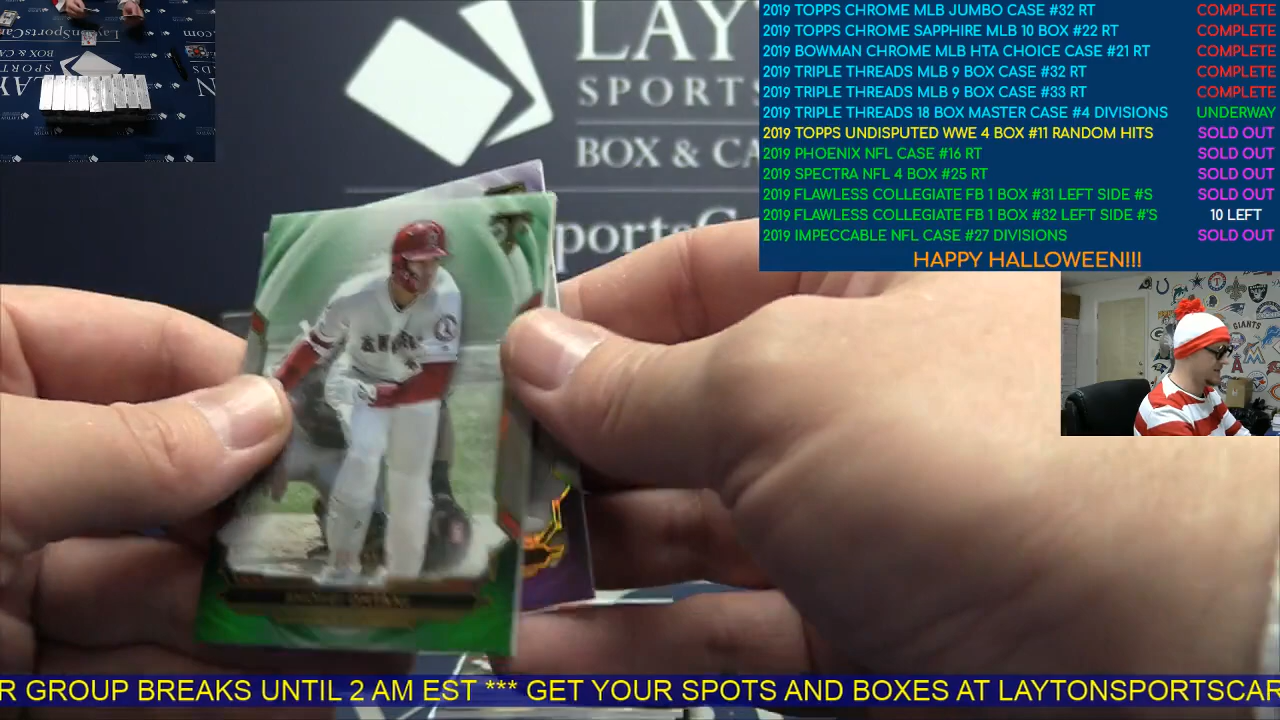 LAY
SPORTS
BOX & CA
portsCa
2019 TOPPS CHROME MLB JUMBO CASE #32 RT COMPLETE
2019 TOPPS CHROME SAPPHIRE MLB 10 BOX #22 RT COMPLETE
2019 BOWMAN CHROME MLB HTA CHOICE CASE #21 RT COMPLETE
2019 TRIPLE THREADS MLB 9 BOX CASE #32 RT COMPLETE
2019 TRIPLE THREADS MLB 9 BOX CASE #33 RT COMPLETE
2019 TRIPLE THREADS 18 BOX MASTER CASE #4 DIVISIONS UNDERWAY
2019 TOPPS UNDISPUTED WWE 4 BOX #11 RANDOM HITS SOLD OUT
2019 PHOENIX NFL CASE #16 RT SOLD OUT
2019 SPECTRA NFL 4 BOX #25 RT SOLD OUT
2019 FLAWLESS COLLEGIATE FB 1 BOX #31 LEFT SIDE #S SOLD OUT
2019 FLAWLESS COLLEGIATE FB 1 BOX #32 LEFT SIDE #'S 10 LEFT
2019 IMPECCABLE NFL CASE #27 DIVISIONS SOLD OUT
HAPPY HALLOWEEN!!!
GIANTS
R GROUP BREAKS UNTIL 2 AM EST *** GET YOUR SPOTS AND BOXES AT LAYTONSPORTSCAR